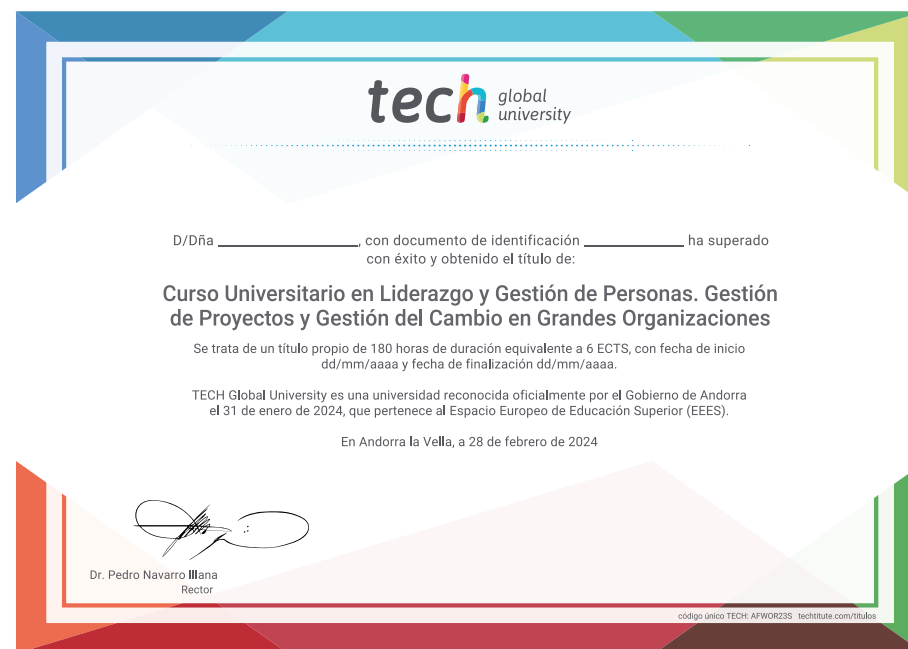 tech global university
D/Dña ____________________, con documento de identificación ______________ ha superado
con éxito y obtenido el título de:
Curso Universitario en Liderazgo y Gestión de Personas. Gestión
de Proyectos y Gestión del Cambio en Grandes Organizaciones
Se trata de un título propio de 180 horas de duración equivalente a 6 ECTS, con fecha de inicio
dd/mm/aaaa y fecha de finalización dd/mm/aaaa.
TECH Global University es una universidad reconocida oficialmente por el Gobierno de Andorra
el 31 de enero de 2024, que pertenece al Espacio Europeo de Educación Superior (EEES).
En Andorra la Vella, a 28 de febrero de 2024
Dr. Pedro Navarro Illana
Rector
código único TECH: AFWOR23S techtitute.com/titulos